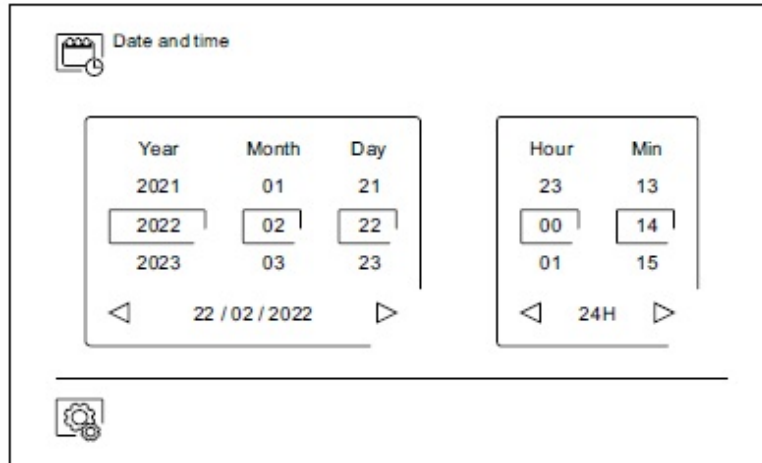 Date and time
Year Month Day
2021 01 21
2022 02 22
2023 03 23
22 / 02 / 2022
Hour Min
23 13
00 14
01 15
24H